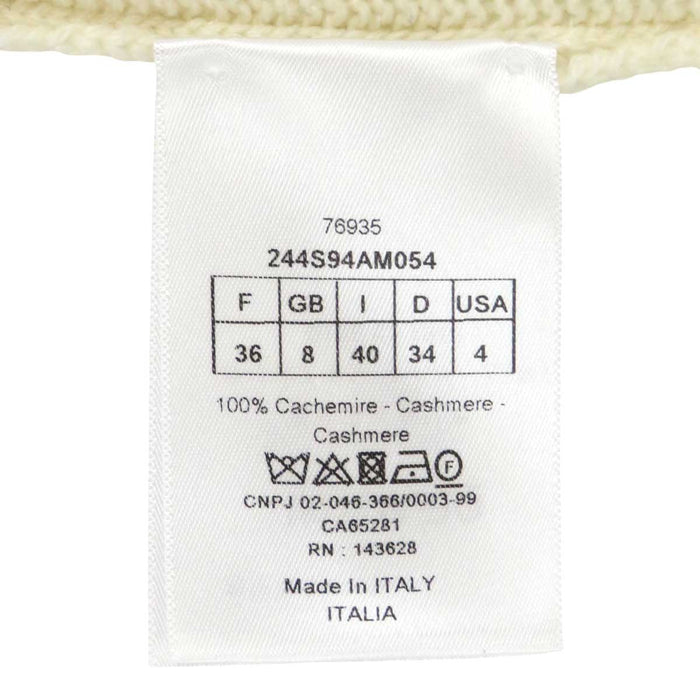 76935
244S94AM054
F GB I D USA
36 8 40 34 4
100% Cachemire - Cashmere -
Cashmere
F
CNPJ 02-046-366/0003-99
CA65281
RN : 143628
Made In ITALY
ITALIA